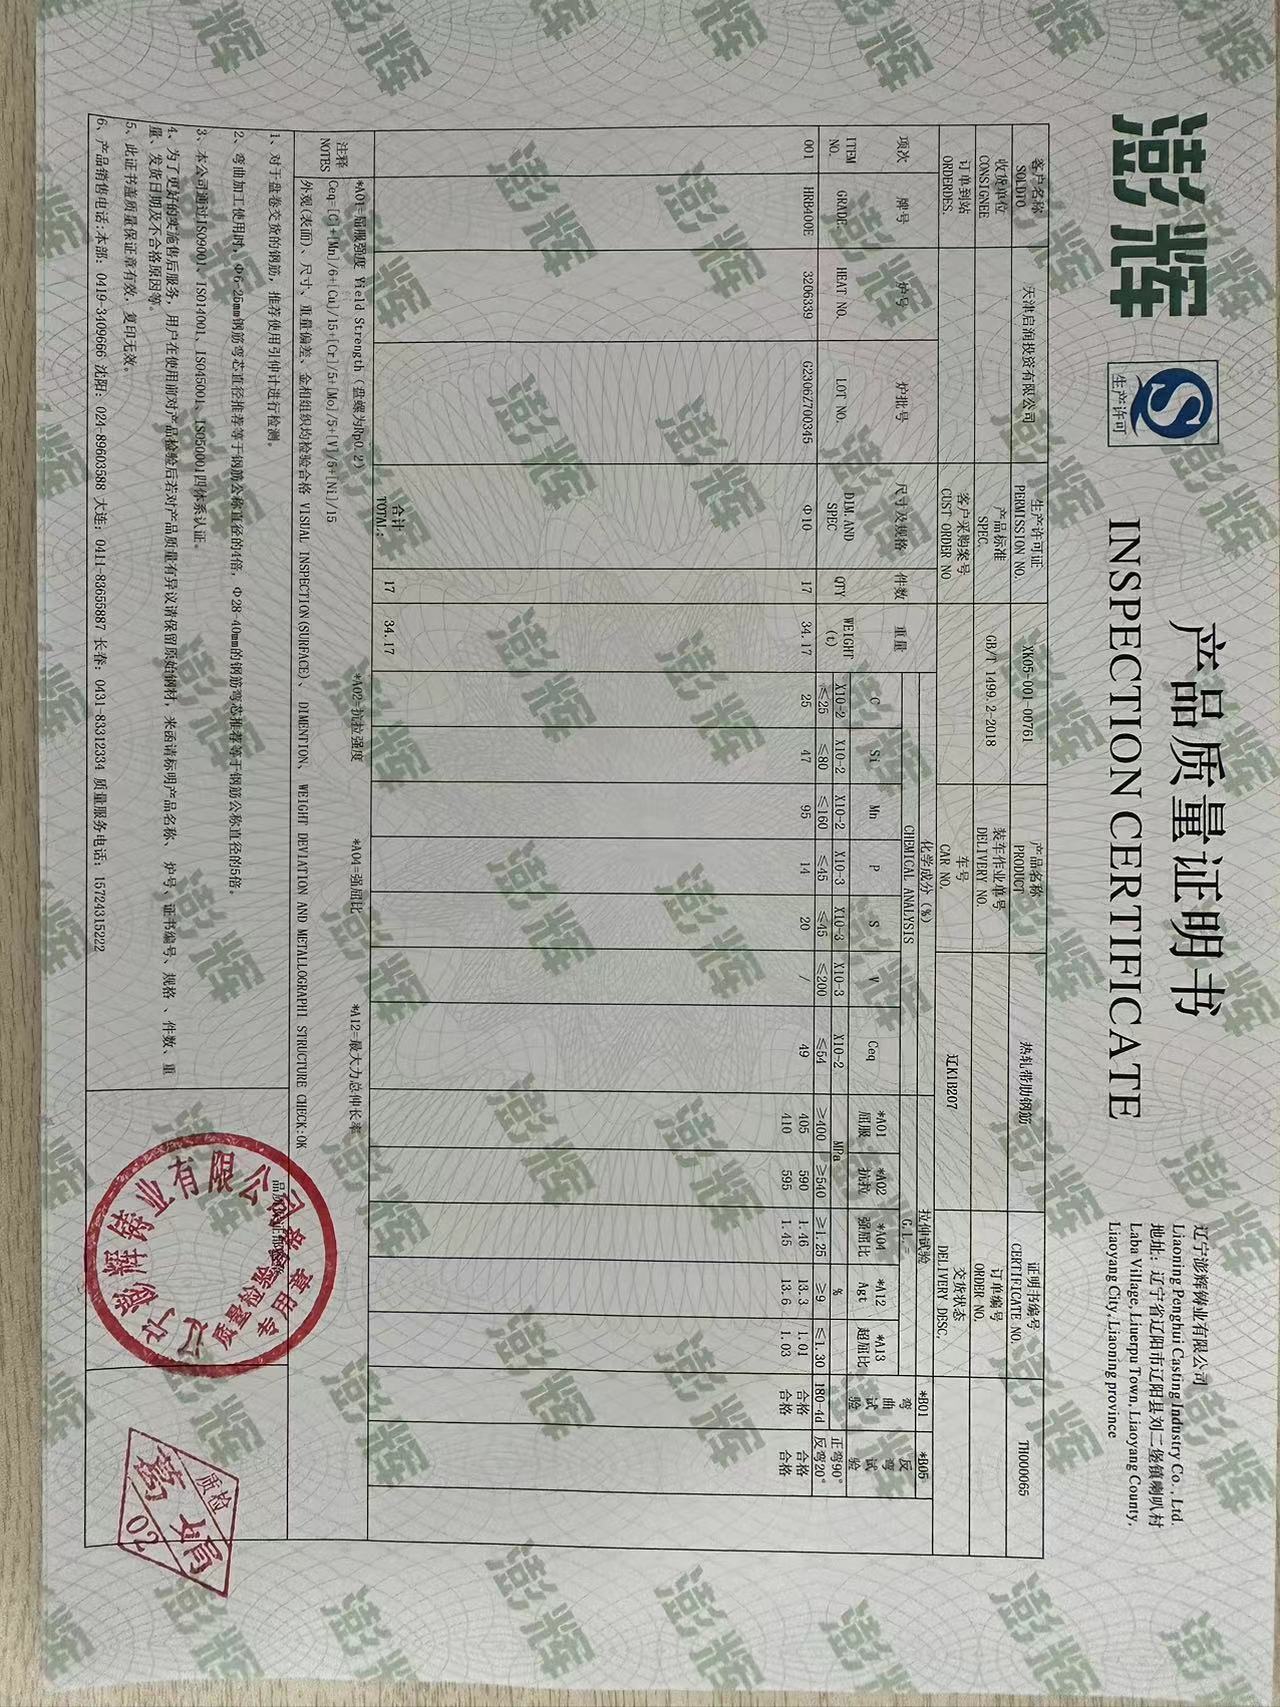 澎辉
生产许可
产品质量证明书
INSPECTION CERTIFICATE
辽宁澎辉铸业有限公司
Liaoning Penghui Casting Industry Co., Ltd.
地址：辽宁省辽阳市辽阳县刘二堡镇喇叭村
Laba Village, Liuerpu Town, Liaoyang County,
Liaoyang City, Liaoning province
客户名称 SOLDTO 天津启润投资有限公司 生产许可证 PERMISSION NO. XK05-001-00761 产品名称 PRODUCT 热轧带肋钢筋 证明书编号 CERTIFICATE NO. TH000065
收货单位 CONSIGNEE 产品标准 SPEC. GB/T 1499.2-2018 装车作业单号 DELIVERY NO. 订单编号 ORDER NO.
订单到站 ORDERDES. 客户采购案号 CUST ORDER NO 车号 CAR NO. 辽K1B207 交货状态 DELIVERY DESC.
项次 牌号 炉号 炉批号 尺寸及规格 件数 重量 化学成分(%) 拉伸试验 *B01 *B05
CHEMICAL ANALYSIS G.L.=
ITEM NO. GRADE. HEAT NO. LOT NO. DIM.AND SPEC QTY WEIGHT (t) C Si Mn P S V Ceq *A01 屈服 *A02 抗拉 *A04 强屈比 *A12 Agt *A13 超屈比 弯曲试验 反弯试验
X10-2 X10-2 X10-2 X10-3 X10-3 X10-3 X10-2 MPa % 正弯90°
≤25 ≤80 ≤160 ≤45 ≤45 ≤200 ≤54 ≥400 ≥540 ≥1.25 ≥9 ≤1.30 180-4d 反弯20°
001 HRB400E 3206339 G2306Z700345 Φ10 17 34.17 25 47 95 14 20 / 49 405 590 1.46 13.3 1.01 合格 合格
410 595 1.45 13.6 1.03 合格 合格
合计 TOTAL: 17 34.17
注释 NOTES
*A01=屈服强度 Yield Strength (盘螺为Rp0.2) *A02=抗拉强度 *A04=强屈比 *A12=最大力总伸长率
Ceq=[C]+[Mn]/6+[Cu]/15+[Cr]/5+[Mo]/5+[V]/5+[Ni]/15
外观(表面)、尺寸、重量偏差、金相组织均检验合格 VISUAL INSPECTION(SURFACE)、DIMENTION、WEIGHT DEVIATION AND METALLOGRAPHI STRUCTURE CHECK:OK
1、对于盘卷交货的钢筋，推荐使用引伸计进行检测。
2、弯曲加工使用时，Φ6-25mm钢筋弯芯直径推荐等于钢筋公称直径的4倍，Φ28-40mm的钢筋弯芯推荐等于钢筋公称直径的5倍。
3、本公司通过ISO9001、ISO14001、ISO45001、ISO50001四体系认证。
4、为了更好的实施售后服务，用户在使用前对产品检验后若对产品质量有异议请保留原始钢材，来函请标明产品名称、炉号、证书编号、规格、件数、重
量、发货日期及不合格原因等。
5、此证书盖质量保证章有效，复印无效。
6、产品销售电话:本部：0419-3409666 沈阳：024-89603588 大连：0411-83655887 长春：0431-83312334 质量服务电话：15724315222
辽宁澎辉铸业有限公司
质量检验
专用章
质检
02